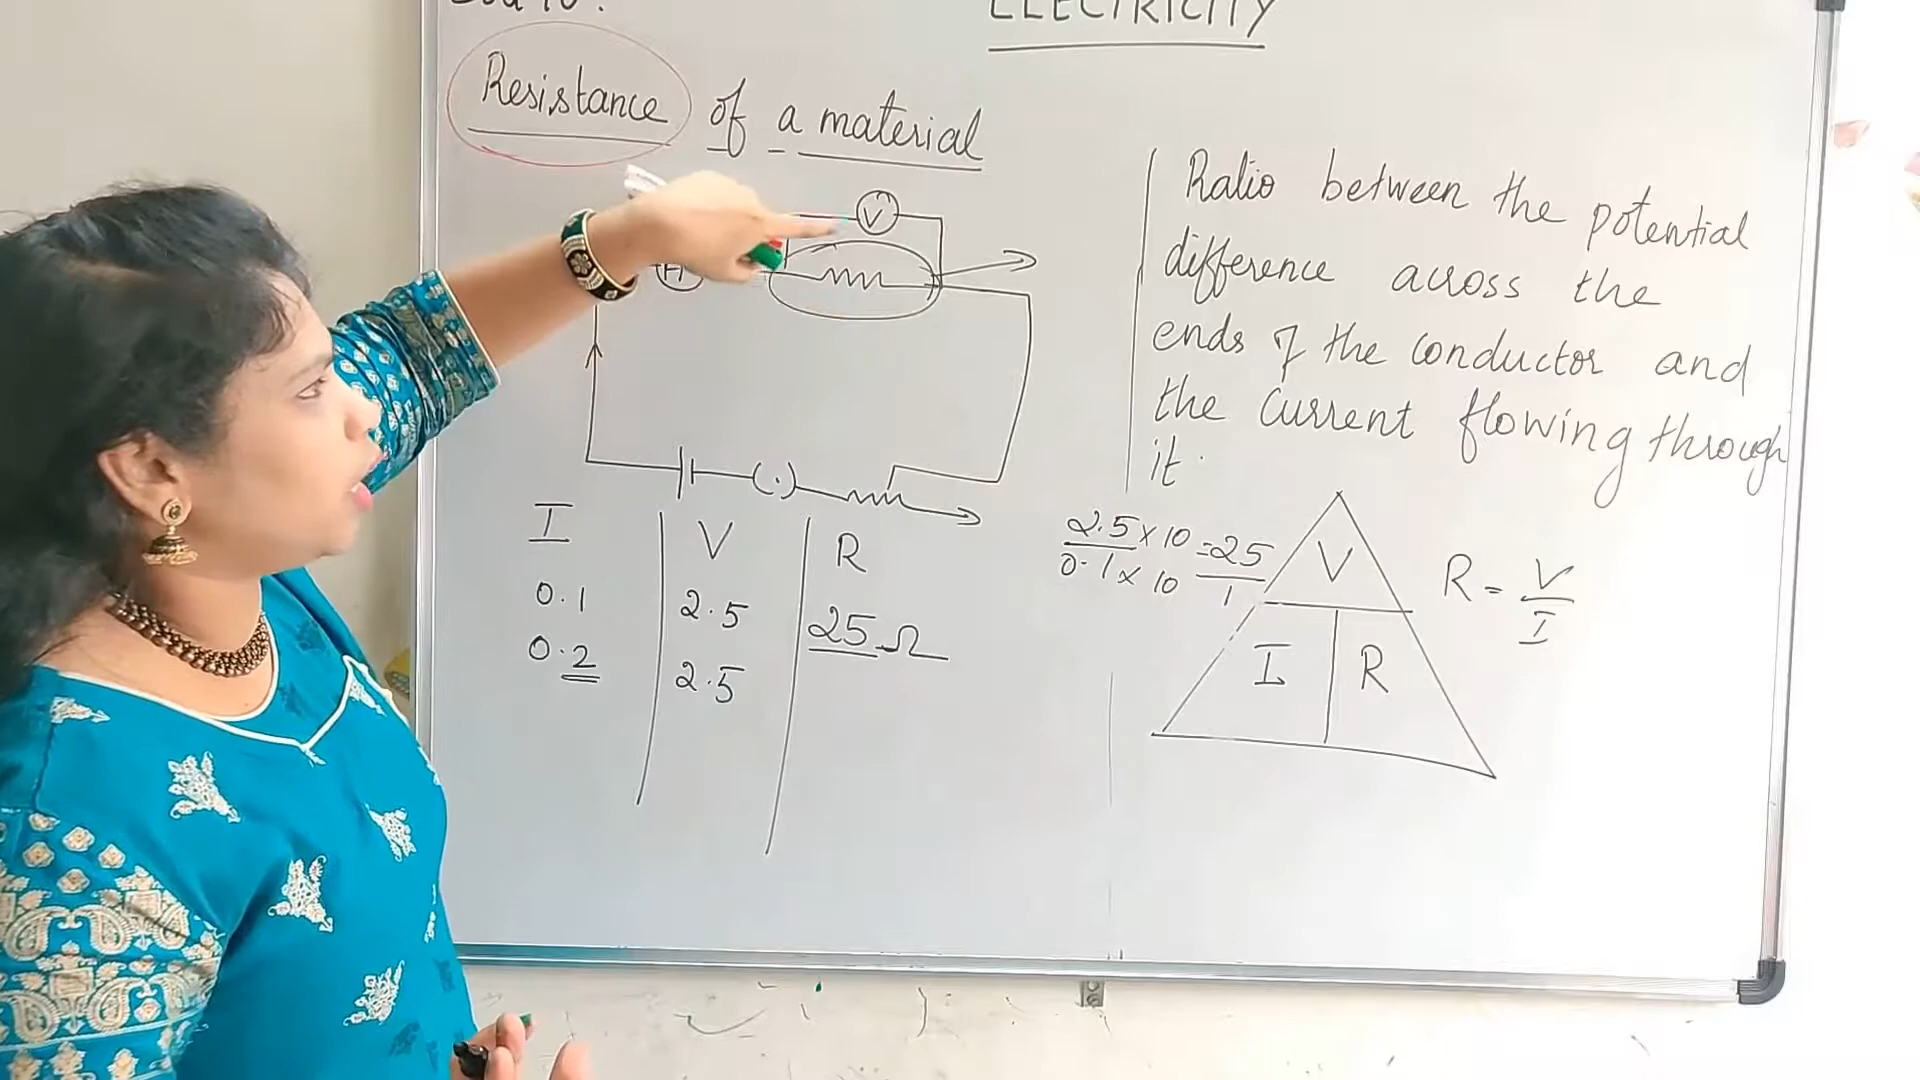 ELECTRICITY
Resistance of a material
V
Ratio between the potential
difference across the
ends of the conductor and
the current flowing through
it.
I V R
0.1 2.5 25 Ω
0.2 2.5
2.5 x 10 = 25
0.1 x 10 1
V
I R
R = V
I